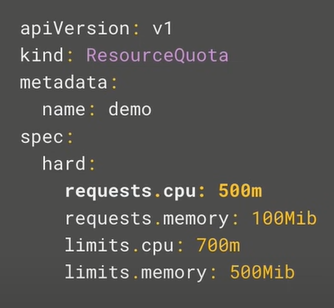 apiVersion: v1
kind: ResourceQuota
metadata:
  name: demo
spec:
  hard:
    requests.cpu: 500m
    requests.memory: 100Mib
    limits.cpu: 700m
    limits.memory: 500Mib